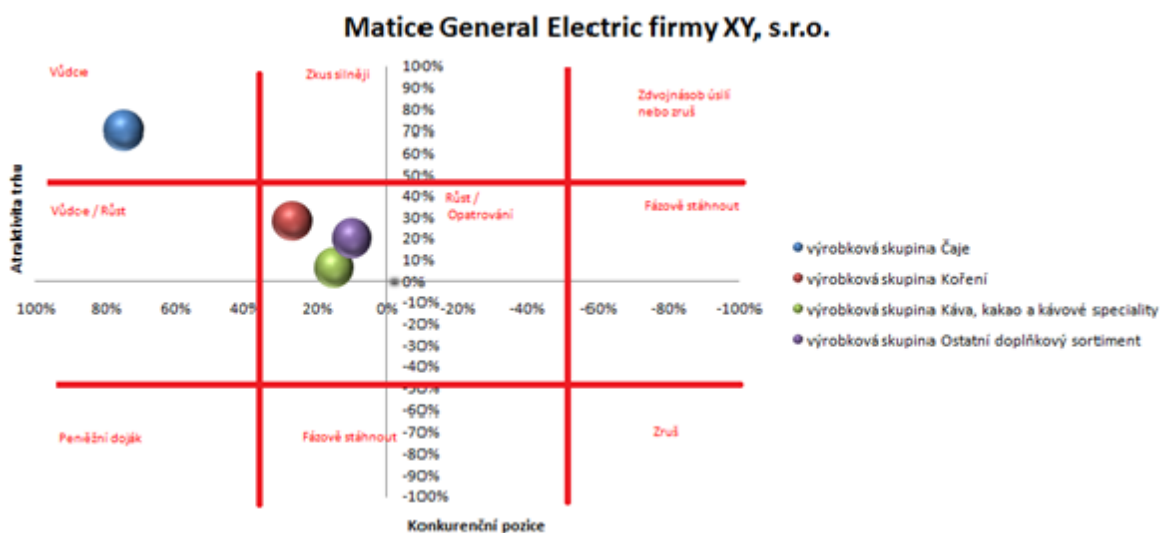 Matice General Electric firmy XY, s.r.o.
Vůdcie
Zkus silněji
Zdvojnásob úsilí
nebo zruš
Atraktivita trhu
100%
90%
80%
70%
60%
50%
40%
30%
20%
10%
0%
-10%
-20%
-30%
-40%
-50%
-60%
-70%
-80%
-90%
-100%
Vůdcie / Růst
Růst /
Opatrování
Fázově stáhnout
100%
80%
60%
40%
20%
0%
-20%
-40%
-60%
-80%
-100%
Peněžní doják
Fázově stáhnout
Zruš
Konkurenční pozice
výrobková skupina Čaje
výrobková skupina Koření
výrobková skupina Káva, kakao a kávové speciality
výrobková skupina Ostatní doplňkový sortiment